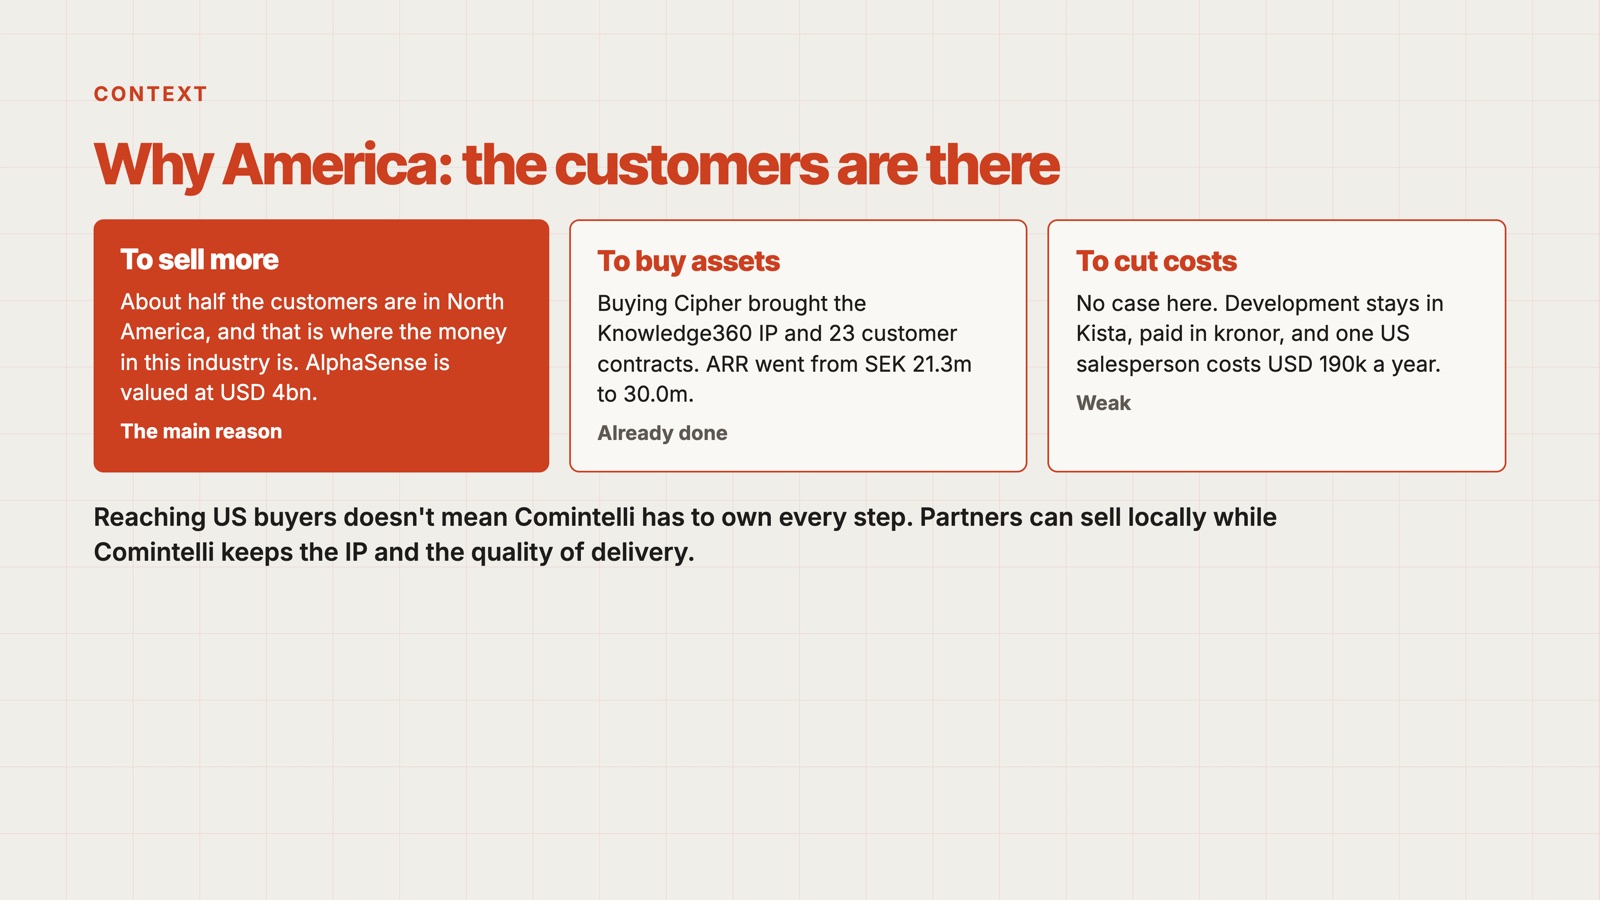 CONTEXT
Why America: the customers are there
To sell more
About half the customers are in North
America, and that is where the money
in this industry is. AlphaSense is
valued at USD 4bn.
The main reason
To buy assets
Buying Cipher brought the
Knowledge360 IP and 23 customer
contracts. ARR went from SEK 21.3m
to 30.0m.
Already done
To cut costs
No case here. Development stays in
Kista, paid in kronor, and one US
salesperson costs USD 190k a year.
Weak
Reaching US buyers doesn't mean Comintelli has to own every step. Partners can sell locally while
Comintelli keeps the IP and the quality of delivery.